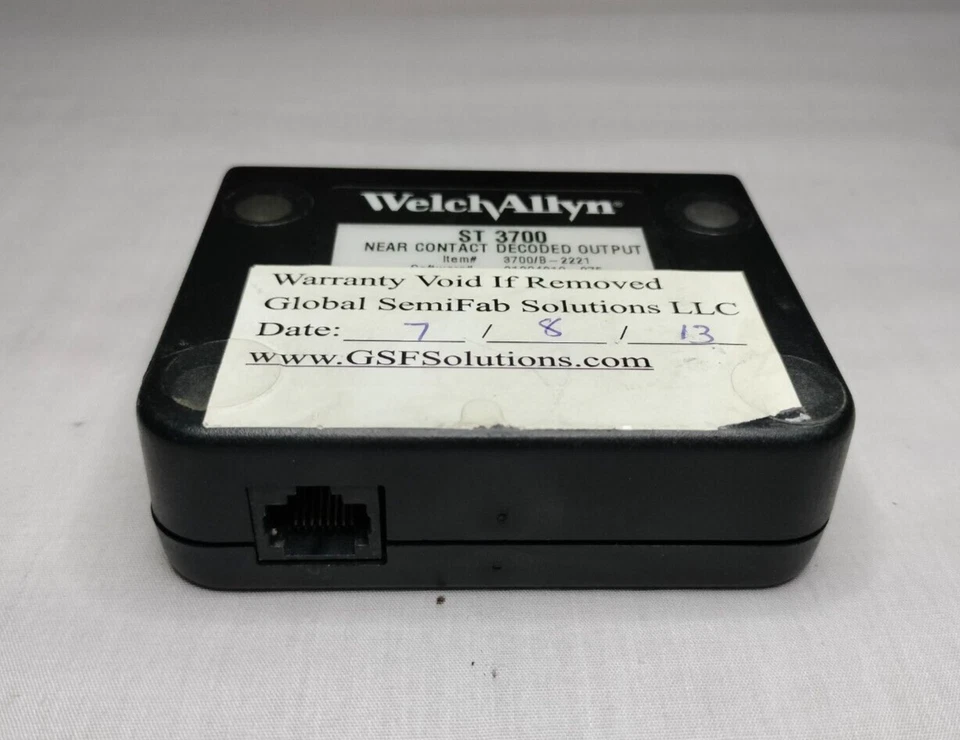 WelchAllyn®
ST 3700
NEAR CONTACT DECODED OUTPUT
Item# 3700/B-2221
Warranty Void If Removed
Global SemiFab Solutions LLC
Date: 7 / 8 / 13
www.GSFSolutions.com